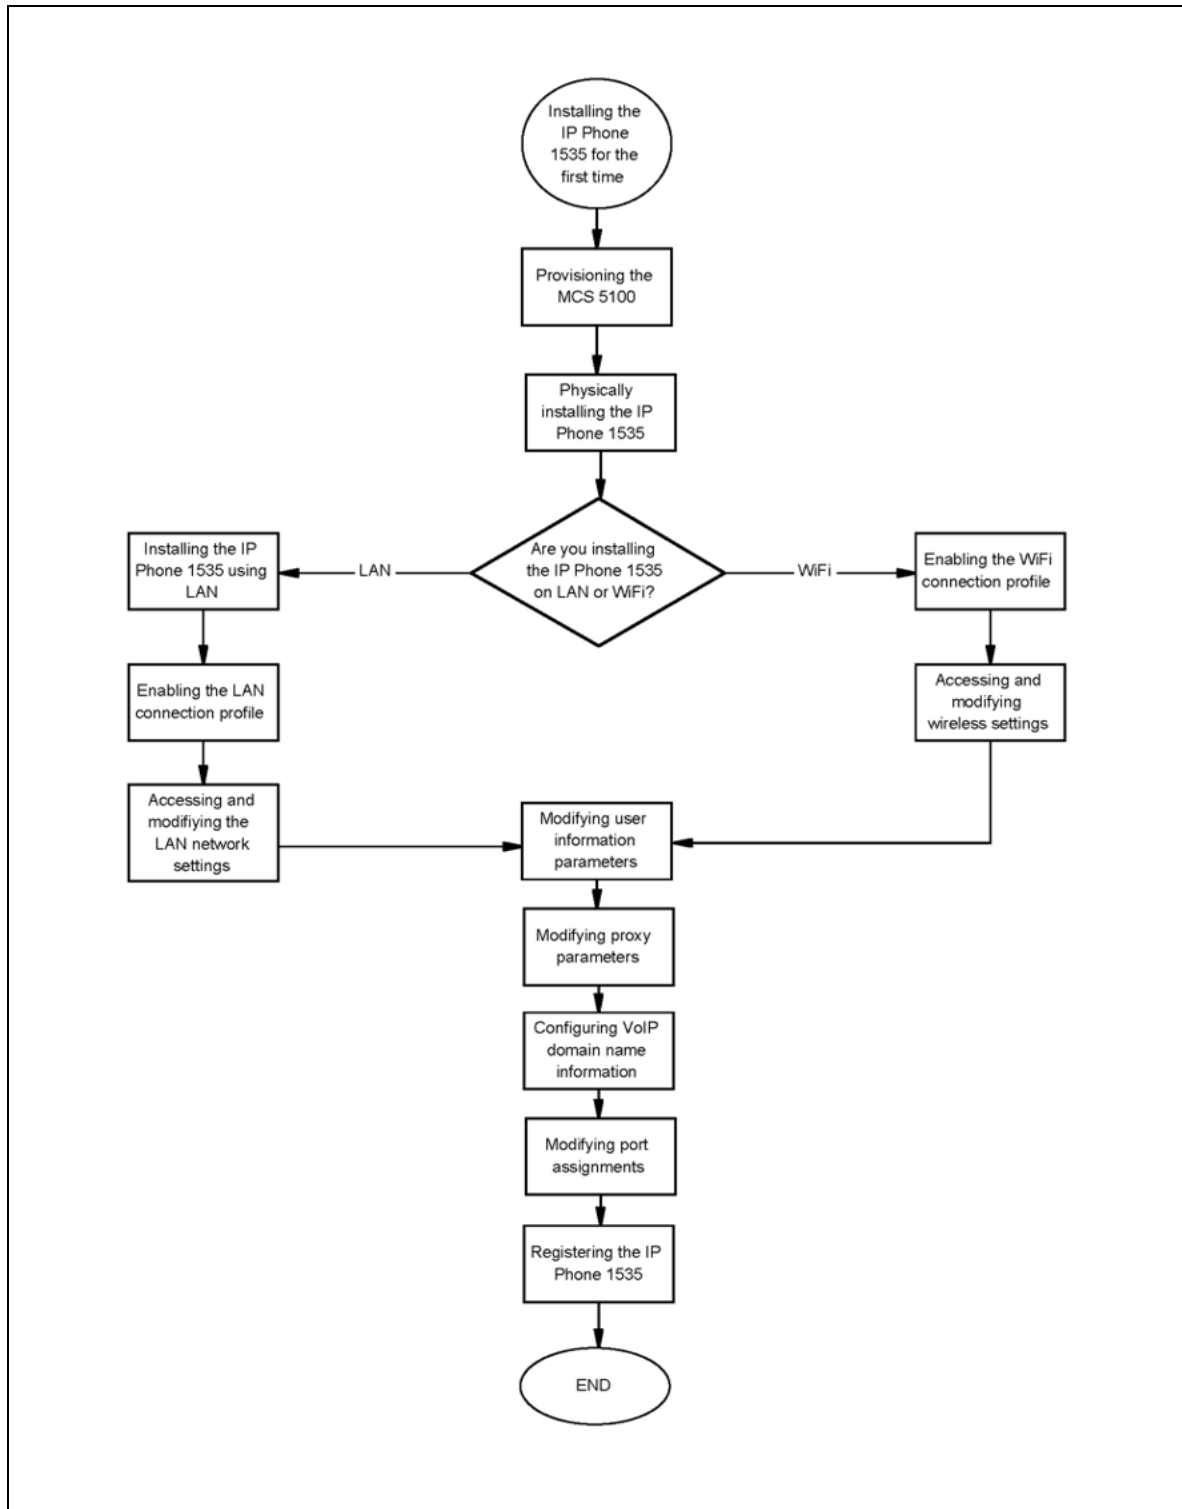 Installing the
IP Phone
1535 for the
first time
Provisioning the
MCS 5100
Physically
installing the IP
Phone 1535
Are you installing
the IP Phone 1535
on LAN or WiFi?
LAN
WiFi
Installing the IP
Phone 1535 using
LAN
Enabling the LAN
connection profile
Accessing and
modifiying the
LAN network
settings
Enabling the WiFi
connection profile
Accessing and
modifying
wireless settings
Modifying user
information
parameters
Modifying proxy
parameters
Configuring VoIP
domain name
information
Modifying port
assignments
Registering the IP
Phone 1535
END